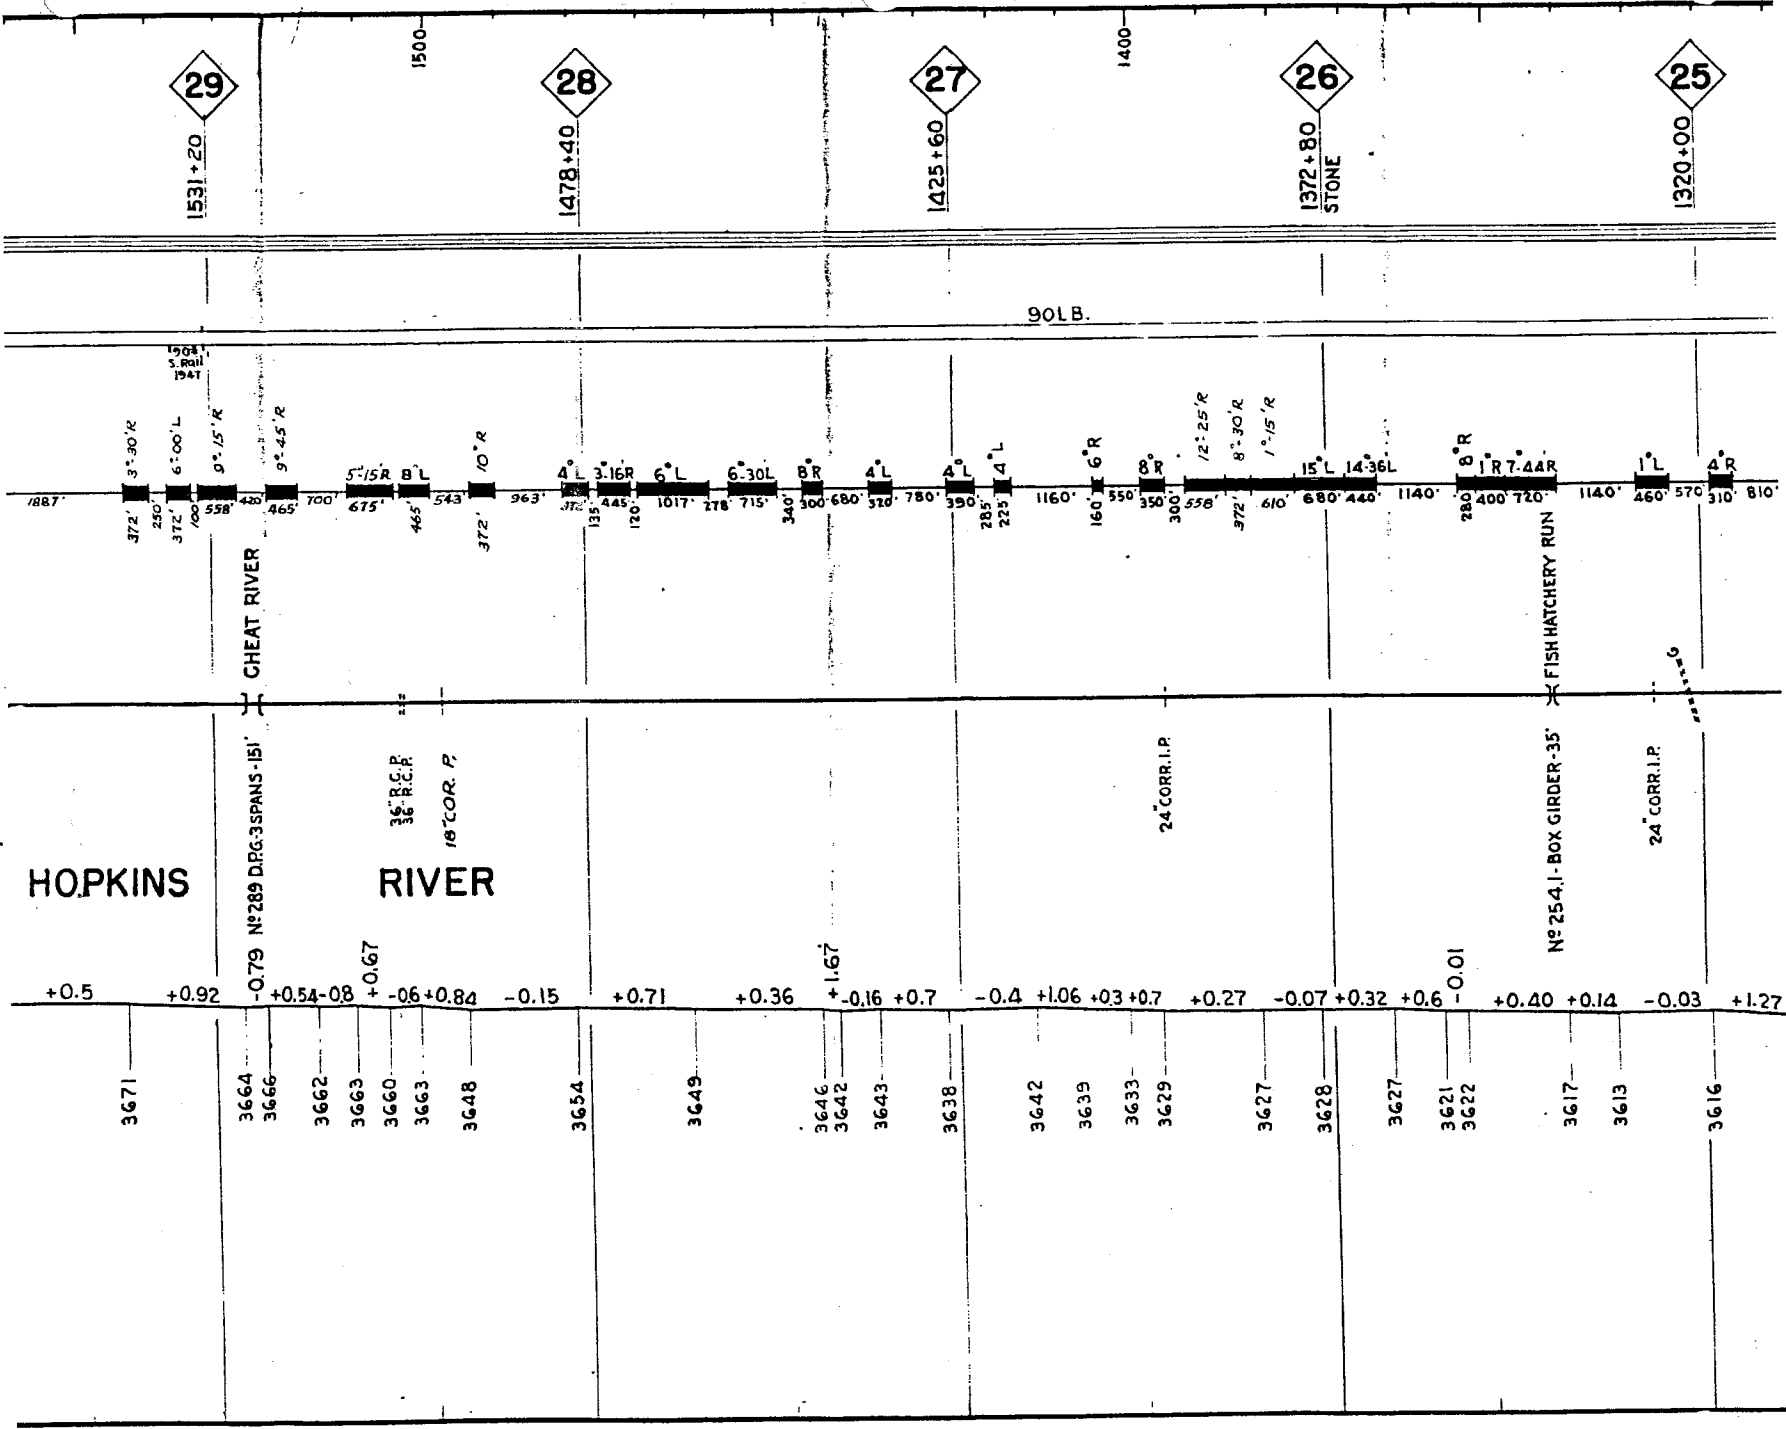 1500
1400
29
28
27
26
25
1531+20
1478+40
1425+60
1372+80
STONE
1320+00
90LB.
S. Rail
1947
3°-30'R
6°-00'L
9°-15'R
9°-45'R
5°-15'R
8°L
10°R
4°L
3-16R
6°L
6°-30L
8°R
4°L
4°L
4°L
6°R
8°R
12°-25'R
8°-30'R
1°-15'R
15°L
14-36L
8°R
1°R
7-44R
1°L
4°R
1887'
372'
250'
372'
100'
558'
420'
465'
700'
675'
465'
543'
372'
963'
372'
135'
445'
120'
1017'
278'
715'
340'
300'
680'
320'
780'
390'
285'
225'
1160'
160'
550'
350'
300'
558'
372'
610'
680'
440'
1140'
280'
400'
720'
1140'
460'
570'
310'
810'
CHEAT RIVER
FISH HATCHERY RUN
G
Nº 289 D.P.G.-3 SPANS-151'
36" R.C.P.
36" R.C.P.
18" COR. P.
24" CORR. I.P.
Nº 254.1-BOX GIRDER-35'
24" CORR. I.P.
HOPKINS
RIVER
+0.5
+0.92
-0.79
+0.54
-0.8
+0.67
-0.6
+0.84
-0.15
+0.71
+0.36
+1.67
-0.16
+0.7
-0.4
+1.06
+0.3
+0.7
+0.27
-0.07
+0.32
+0.6
-0.01
+0.40
+0.14
-0.03
+1.27
3671
3664
3666
3662
3663
3660
3663
3648
3654
3649
3646
3642
3643
3638
3642
3639
3633
3629
3627
3628
3627
3621
3622
3617
3613
3616